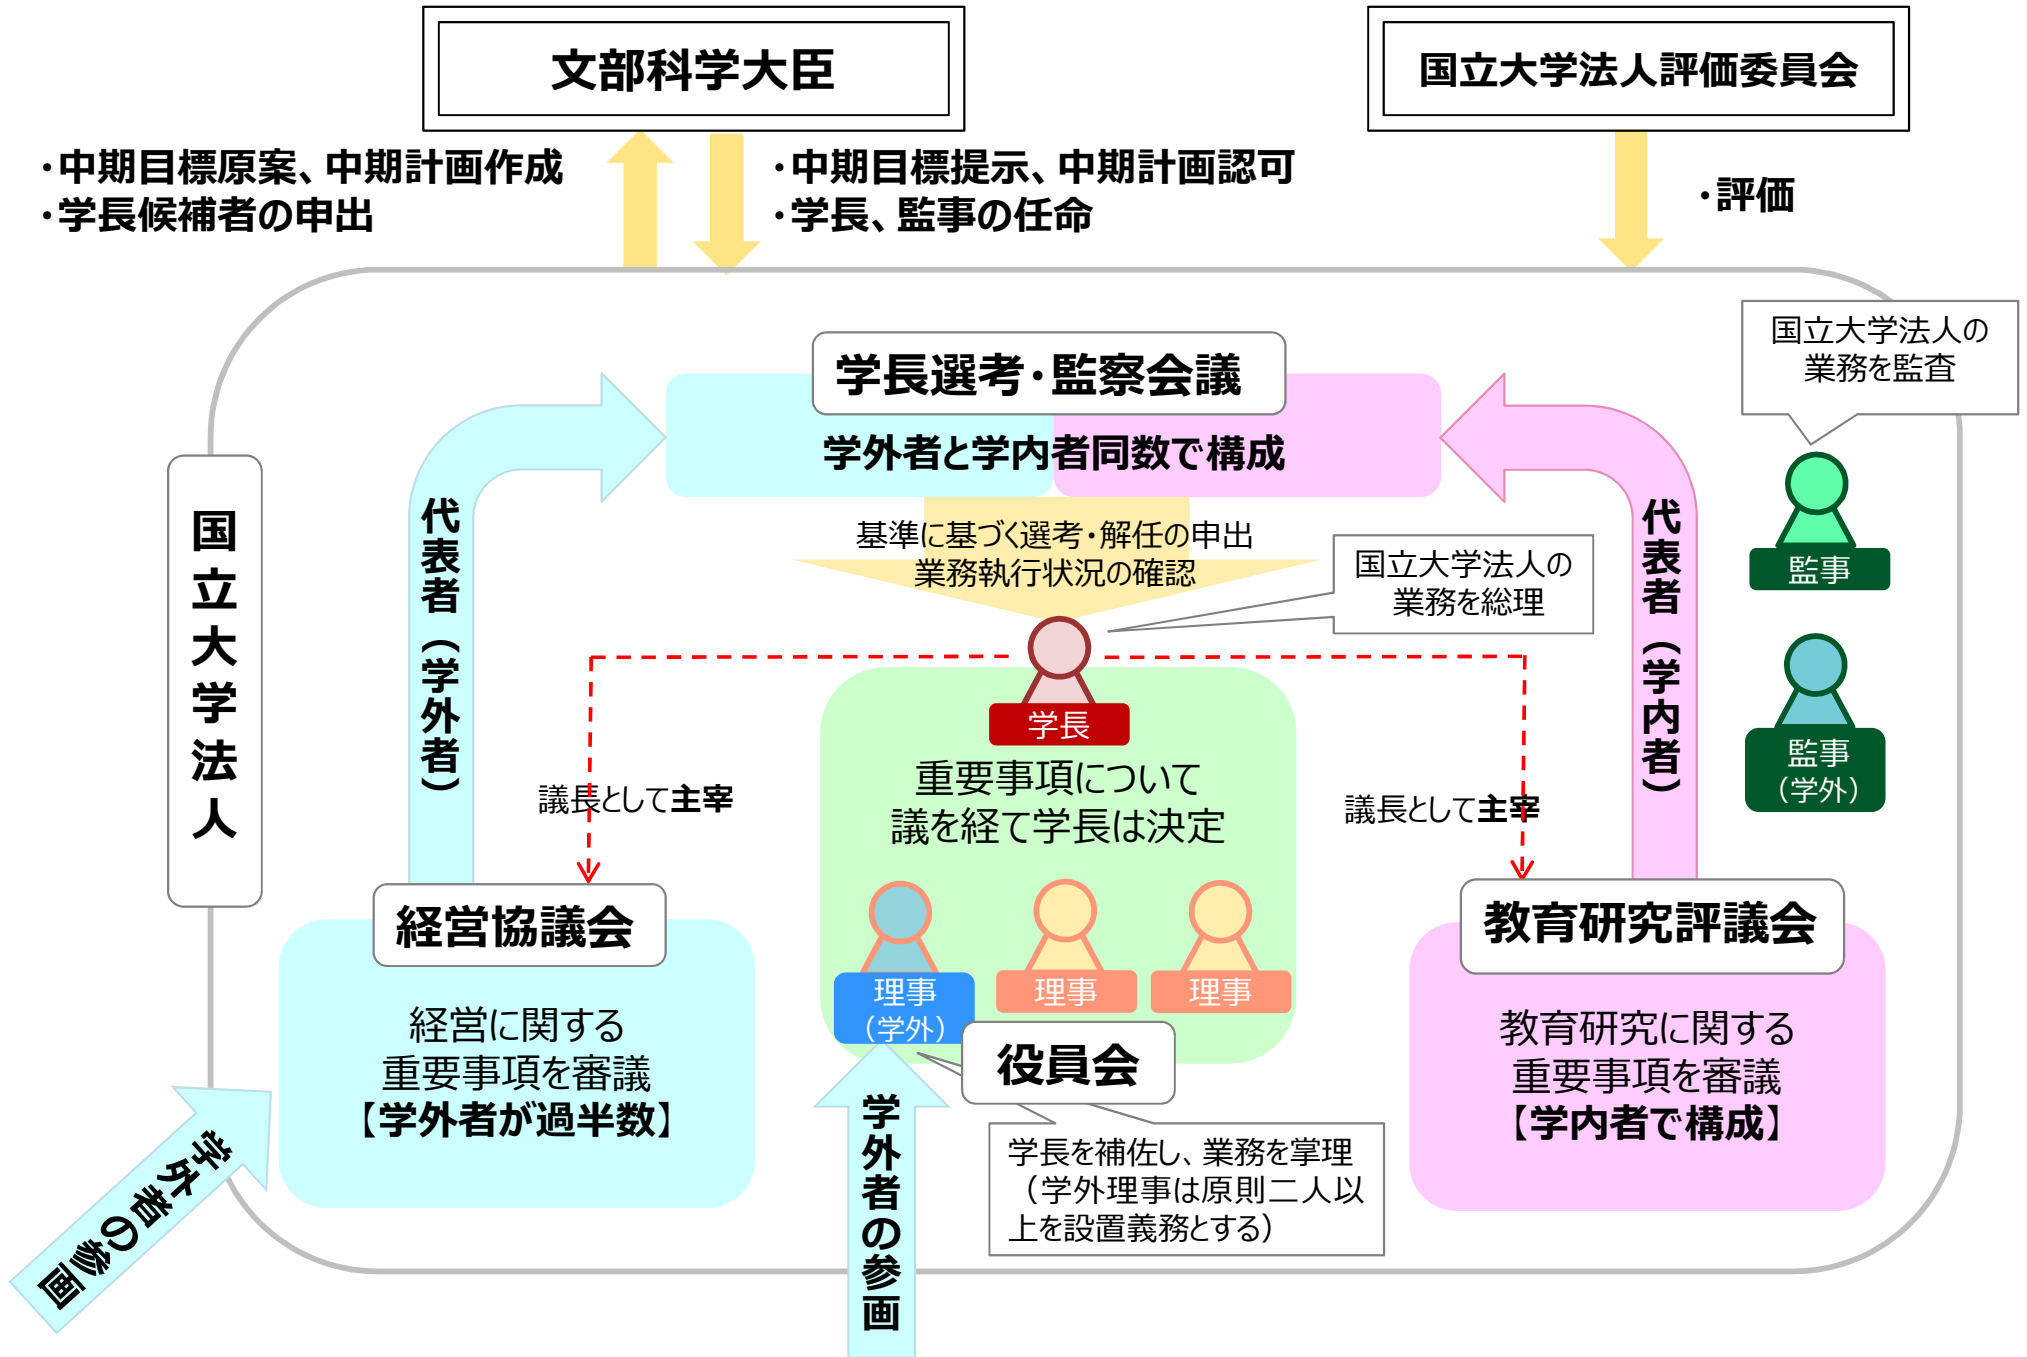 文部科学大臣
国立大学法人評価委員会
・中期目標原案、中期計画作成
・学長候補者の申出
・中期目標提示、中期計画認可
・学長、監事の任命
・評価
国立大学法人
学長選考・監察会議
学外者と学内者同数で構成
国立大学法人の
業務を監査
代表者（学外者）
代表者（学内者）
基準に基づく選考・解任の申出
業務執行状況の確認
国立大学法人の
業務を総理
監事
監事
（学外）
学長
重要事項について
議を経て学長は決定
議長として主宰
議長として主宰
理事
（学外）
理事
理事
役員会
経営協議会
経営に関する
重要事項を審議
【学外者が過半数】
教育研究評議会
教育研究に関する
重要事項を審議
【学内者で構成】
学外者の参画
学外者の参画
学長を補佐し、業務を掌理
（学外理事は原則二人以
上を設置義務とする）